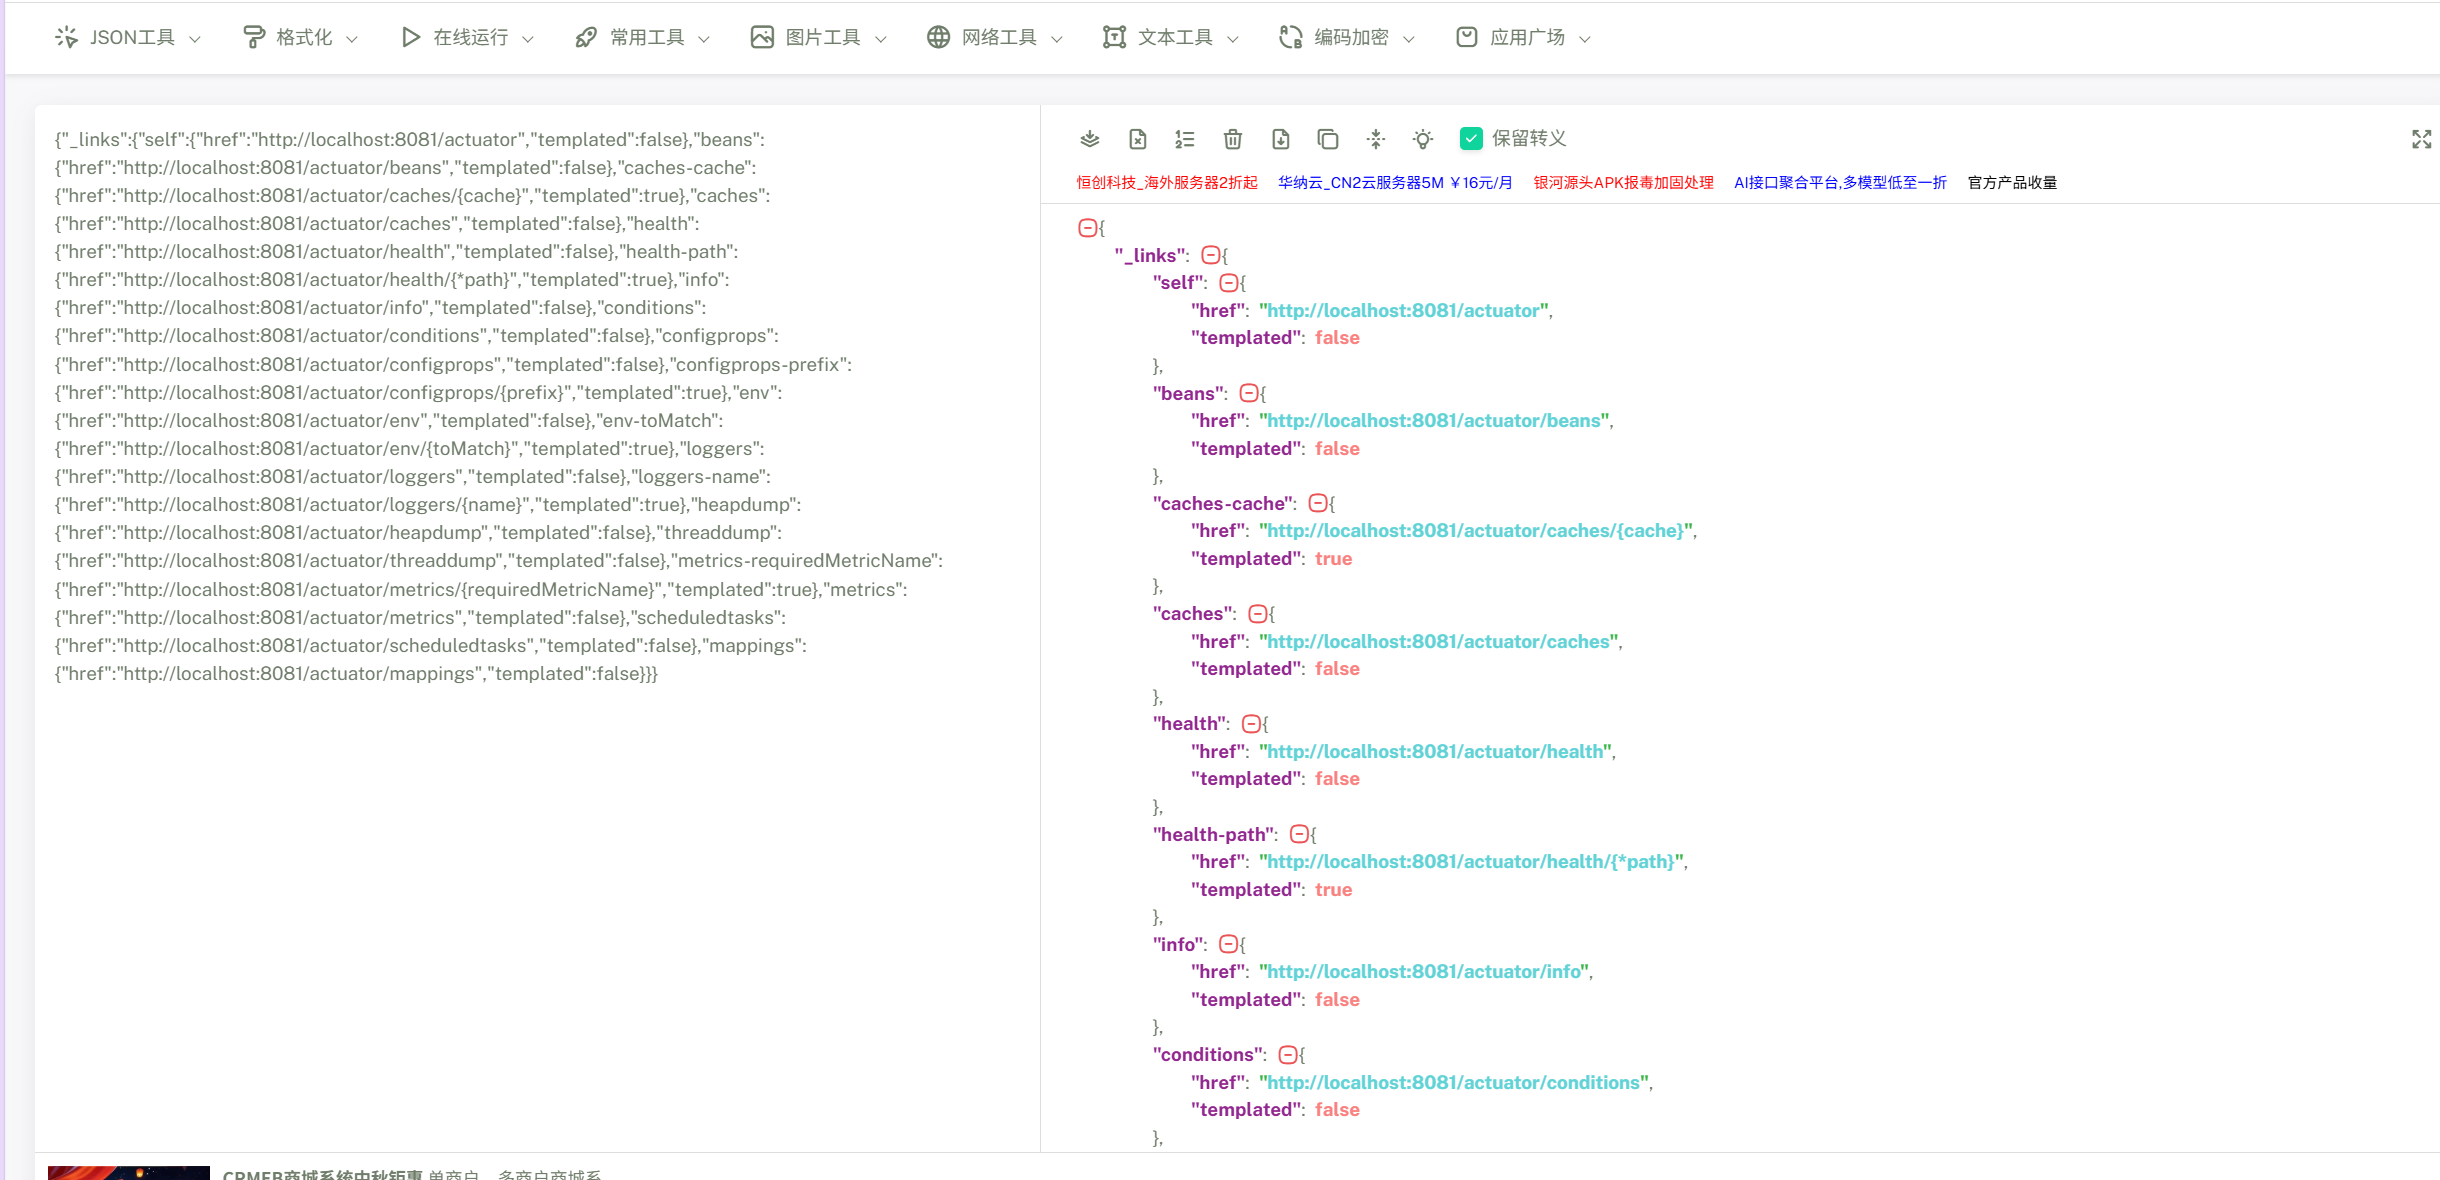 JSON工具 格式化 在线运行 常用工具 图片工具 网络工具 文本工具 编码加密 应用广场
{"_links":{"self":{"href":"http://localhost:8081/actuator","templated":false},"beans":
{"href":"http://localhost:8081/actuator/beans","templated":false},"caches-cache":
{"href":"http://localhost:8081/actuator/caches/{cache}","templated":true},"caches":
{"href":"http://localhost:8081/actuator/caches","templated":false},"health":
{"href":"http://localhost:8081/actuator/health","templated":false},"health-path":
{"href":"http://localhost:8081/actuator/health/{*path}","templated":true},"info":
{"href":"http://localhost:8081/actuator/info","templated":false},"conditions":
{"href":"http://localhost:8081/actuator/conditions","templated":false},"configprops":
{"href":"http://localhost:8081/actuator/configprops","templated":false},"configprops-prefix":
{"href":"http://localhost:8081/actuator/configprops/{prefix}","templated":true},"env":
{"href":"http://localhost:8081/actuator/env","templated":false},"env-toMatch":
{"href":"http://localhost:8081/actuator/env/{toMatch}","templated":true},"loggers":
{"href":"http://localhost:8081/actuator/loggers","templated":false},"loggers-name":
{"href":"http://localhost:8081/actuator/loggers/{name}","templated":true},"heapdump":
{"href":"http://localhost:8081/actuator/heapdump","templated":false},"threaddump":
{"href":"http://localhost:8081/actuator/threaddump","templated":false},"metrics-requiredMetricName":
{"href":"http://localhost:8081/actuator/metrics/{requiredMetricName}","templated":true},"metrics":
{"href":"http://localhost:8081/actuator/metrics","templated":false},"scheduledtasks":
{"href":"http://localhost:8081/actuator/scheduledtasks","templated":false},"mappings":
{"href":"http://localhost:8081/actuator/mappings","templated":false}}}
保留转义
恒创科技_海外服务器2折起 华纳云_CN2云服务器5M ￥16元/月 银河源头APK报毒加固处理 AI接口聚合平台,多模型低至一折 官方产品收量
{
"_links": {
"self": {
"href": "http://localhost:8081/actuator",
"templated": false
},
"beans": {
"href": "http://localhost:8081/actuator/beans",
"templated": false
},
"caches-cache": {
"href": "http://localhost:8081/actuator/caches/{cache}",
"templated": true
},
"caches": {
"href": "http://localhost:8081/actuator/caches",
"templated": false
},
"health": {
"href": "http://localhost:8081/actuator/health",
"templated": false
},
"health-path": {
"href": "http://localhost:8081/actuator/health/{*path}",
"templated": true
},
"info": {
"href": "http://localhost:8081/actuator/info",
"templated": false
},
"conditions": {
"href": "http://localhost:8081/actuator/conditions",
"templated": false
},
CRMEB商城系统中秋钜惠 单商户、多商户商城系